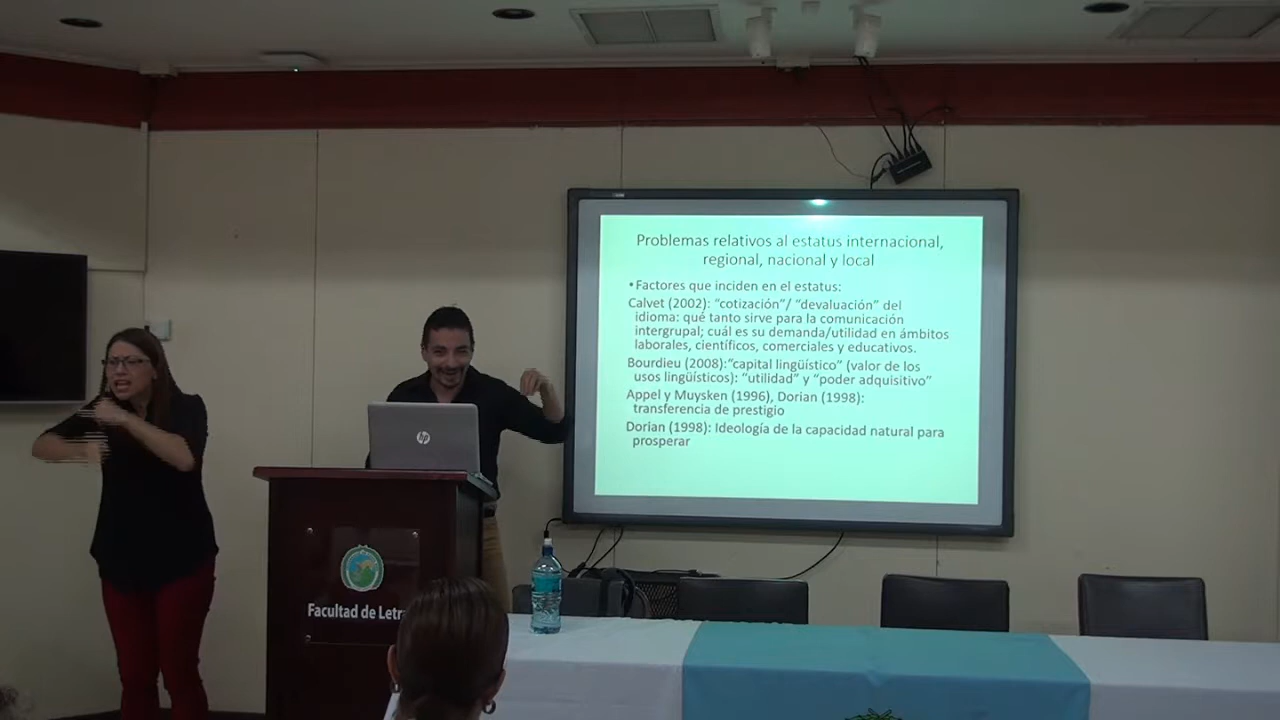 Problemas relativos al estatus internacional,
regional, nacional y local
• Factores que inciden en el estatus:
Calvet (2002): “cotización”/ “devaluación” del
idioma: qué tanto sirve para la comunicación
intergrupal; cuál es su demanda/utilidad en ámbitos
laborales, científicos, comerciales y educativos.
Bourdieu (2008):“capital lingüístico” (valor de los
usos lingüísticos): “utilidad” y “poder adquisitivo”
Appel y Muysken (1996), Dorian (1998):
transferencia de prestigio
Dorian (1998): Ideología de la capacidad natural para
prosperar
hp
Facultad de Letr